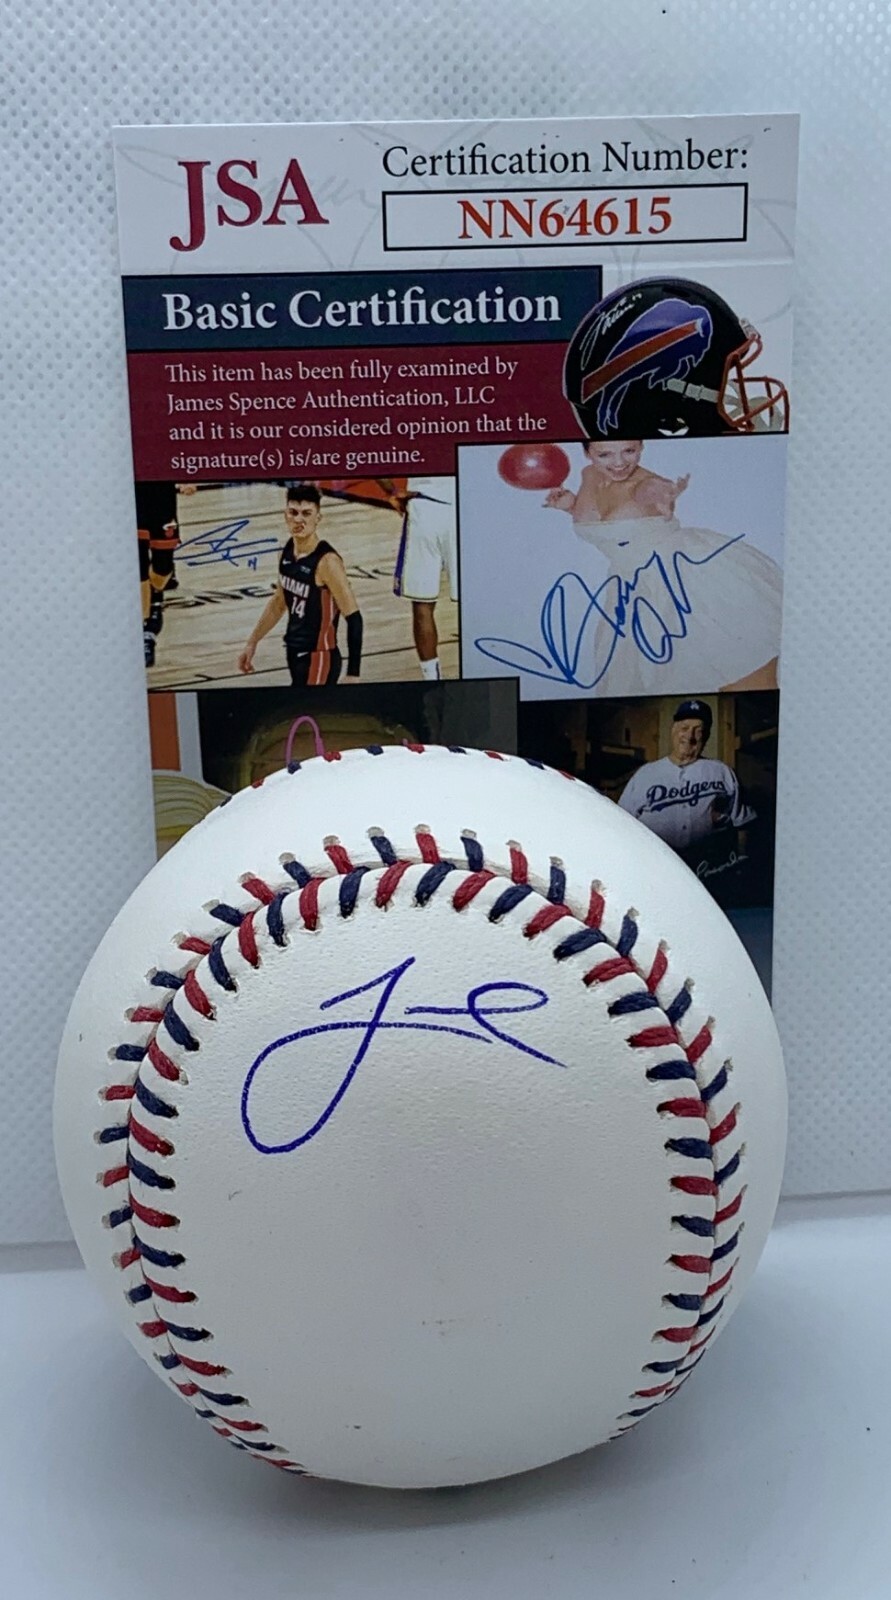 JSA
Certification Number:
NN64615
Basic Certification
This item has been fully examined by
James Spence Authentication, LLC
and it is our considered opinion that the
signature(s) is/are genuine.
MIAMI
14
Dodgers